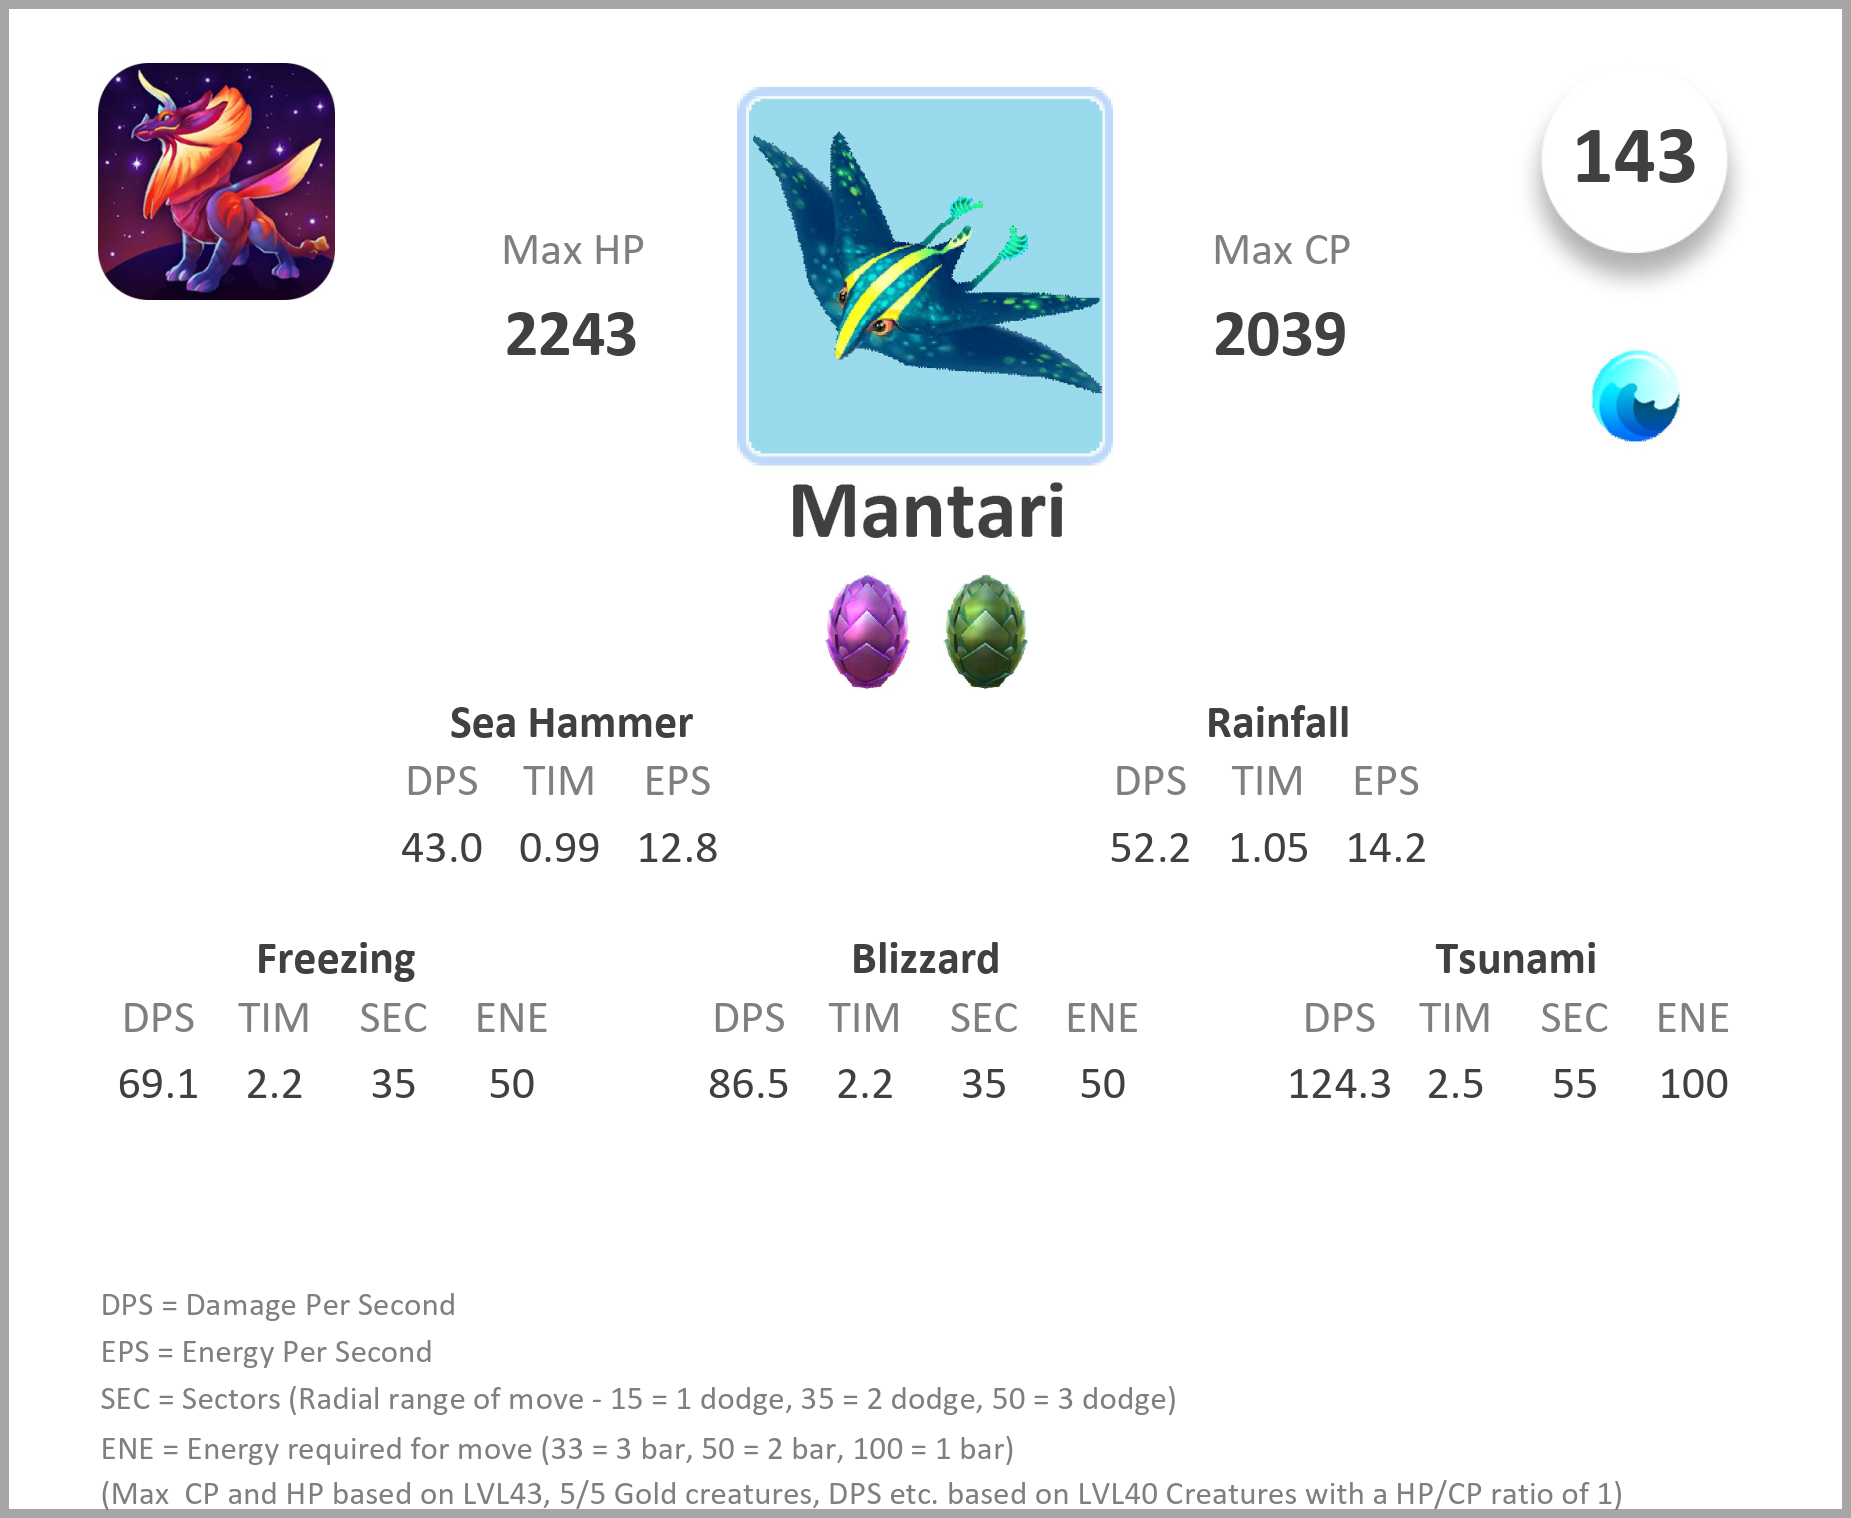 143
Max HP
Max CP
2243
2039
Mantari
Sea Hammer
DPS TIM EPS
43.0 0.99 12.8
Rainfall
DPS TIM EPS
52.2 1.05 14.2
Freezing
DPS TIM SEC ENE
69.1 2.2 35 50
Blizzard
DPS TIM SEC ENE
86.5 2.2 35 50
Tsunami
DPS TIM SEC ENE
124.3 2.5 55 100
DPS = Damage Per Second
EPS = Energy Per Second
SEC = Sectors (Radial range of move - 15 = 1 dodge, 35 = 2 dodge, 50 = 3 dodge)
ENE = Energy required for move (33 = 3 bar, 50 = 2 bar, 100 = 1 bar)
(Max  CP and HP based on LVL43, 5/5 Gold creatures, DPS etc. based on LVL40 Creatures with a HP/CP ratio of 1)